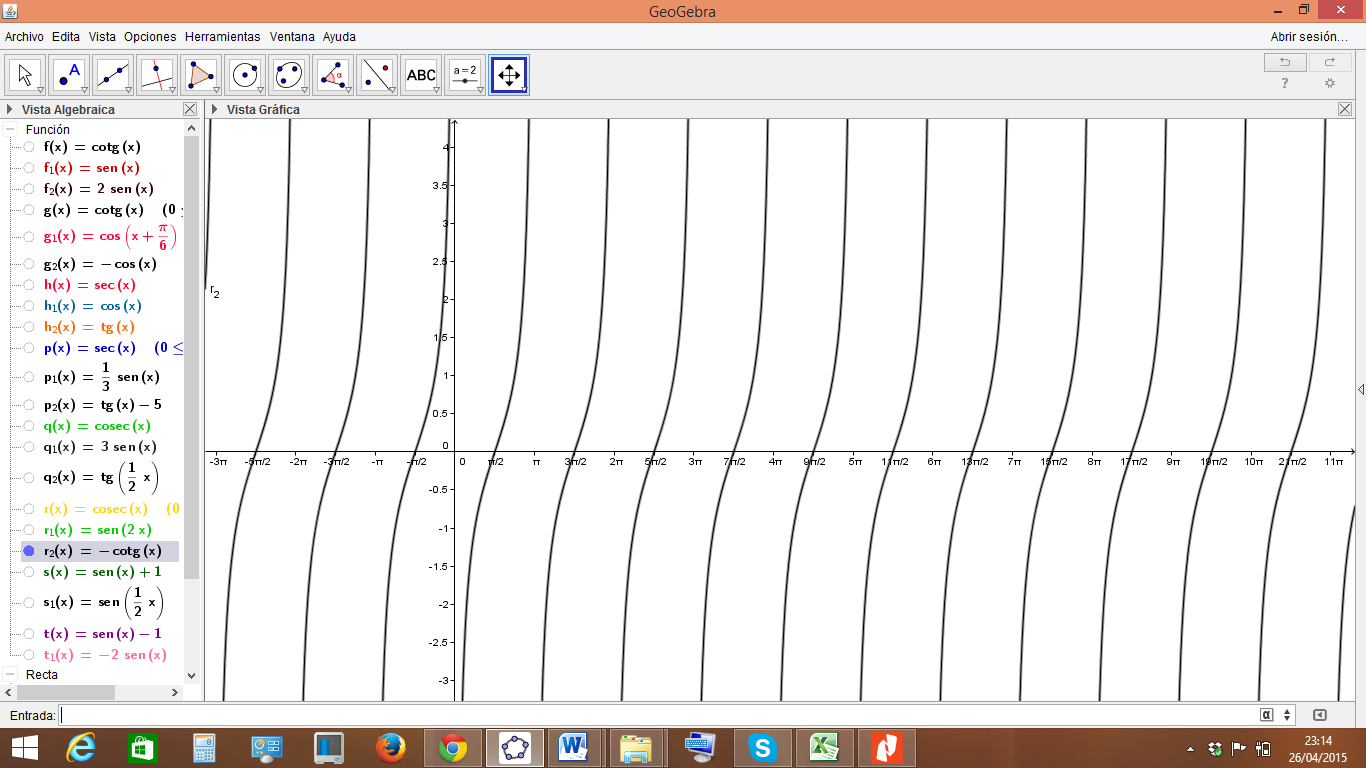 GeoGebra
Archivo Edita Vista Opciones Herramientas Ventana Ayuda Abrir sesión...
A ABC a=2
Vista Algebraica
Vista Gráfica
Función
f(x) = cotg(x)
f₁(x) = sen(x)
f₂(x) = 2 sen(x)
g(x) = cotg(x) (0
g₁(x) = cos(x + π/6)
g₂(x) = −cos(x)
h(x) = sec(x)
h₁(x) = cos(x)
h₂(x) = tg(x)
p(x) = sec(x) (0 ≤
p₁(x) = 1/3 sen(x)
p₂(x) = tg(x) − 5
q(x) = cosec(x)
q₁(x) = 3 sen(x)
q₂(x) = tg(1/2 x)
r(x) = cosec(x) (0
r₁(x) = sen(2 x)
r₂(x) = −cotg(x)
s(x) = sen(x) + 1
s₁(x) = sen(1/2 x)
t(x) = sen(x) − 1
t₁(x) = −2 sen(x)
Recta
4
3.5
3
2.5
2
1.5
1
0.5
0
-0.5
-1
-1.5
-2
-2.5
-3
r₂
-3π -5π/2 -2π -3π/2 -π -π/2 0 π/2 π 3π/2 2π 5π/2 3π 7π/2 4π 9π/2 5π 11π/2 6π 13π/2 7π 15π/2 8π 17π/2 9π 19π/2 10π 21π/2 11π
Entrada:
α
23:14
26/04/2015